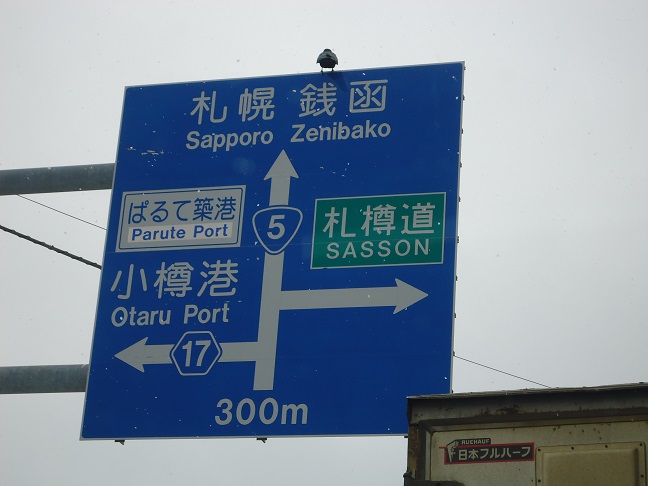 札幌 銭函
Sapporo Zenibako
ぱるて築港
Parute Port
5
札樽道
SASSON
小樽港
Otaru Port
17
300m
RUEHAUF
日本フルハーフ